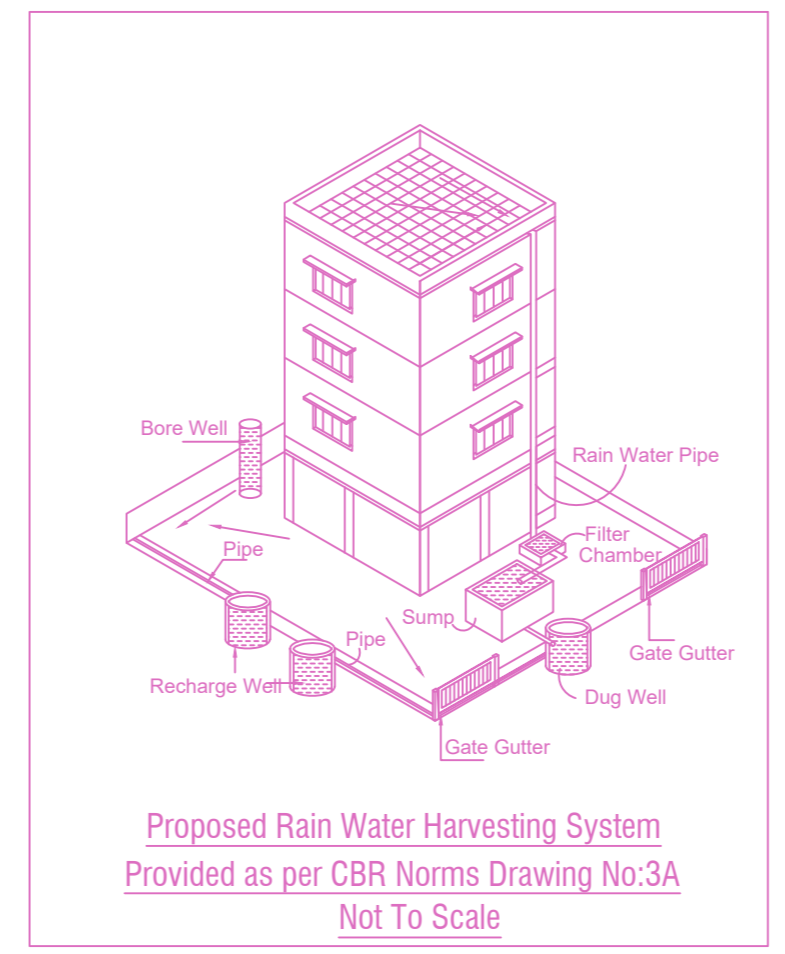 Bore Well
Rain Water Pipe
Filter
Chamber
Pipe
Sump
Pipe
Gate Gutter
Recharge Well
Dug Well
Gate Gutter
Proposed Rain Water Harvesting System
Provided as per CBR Norms Drawing No:3A
Not To Scale